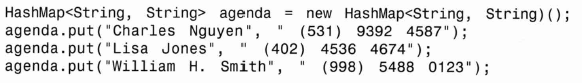 HashMap<String, String> agenda = new HashMap<String, String)();
agenda.put("Charles Nguyen", " (531) 9392 4587");
agenda.put("Lisa Jones", " (402) 4536 4674");
agenda.put("William H. Smith", " (998) 5488 0123");